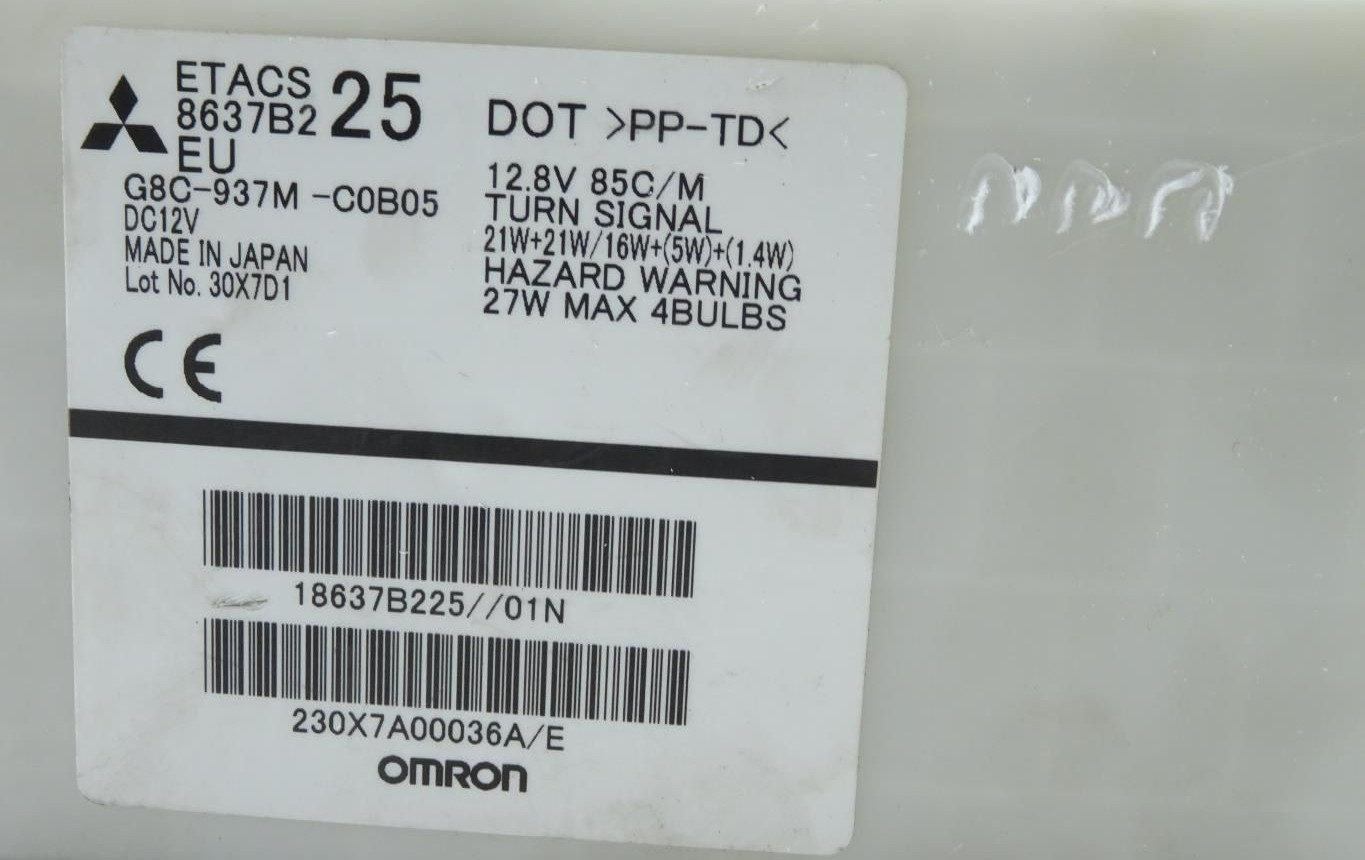 ETACS
8637B2 25
EU
G8C-937M -C0B05
DC12V
MADE IN JAPAN
Lot No. 30X7D1
CE
DOT >PP-TD<
12.8V 85C/M
TURN SIGNAL
21W+21W/16W+(5W)+(1.4W)
HAZARD WARNING
27W MAX 4BULBS
18637B225//01N
230X7A00036A/E
OMRON